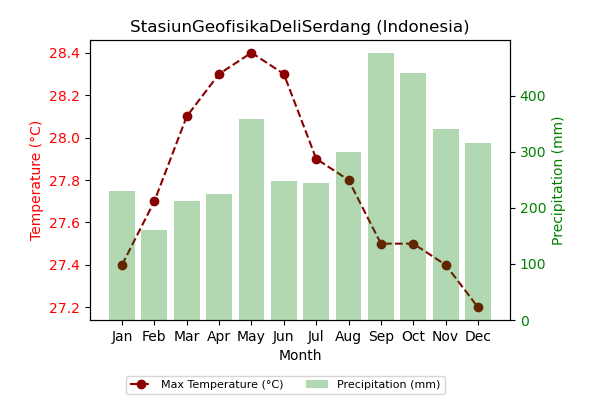 StasiunGeofisikaDeliSerdang (Indonesia)
28.4
28.2
28.0
27.8
27.6
27.4
27.2
Temperature (°C)
400
300
200
100
0
Precipitation (mm)
Jan Feb Mar Apr May Jun Jul Aug Sep Oct Nov Dec
Month
Max Temperature (°C) Precipitation (mm)